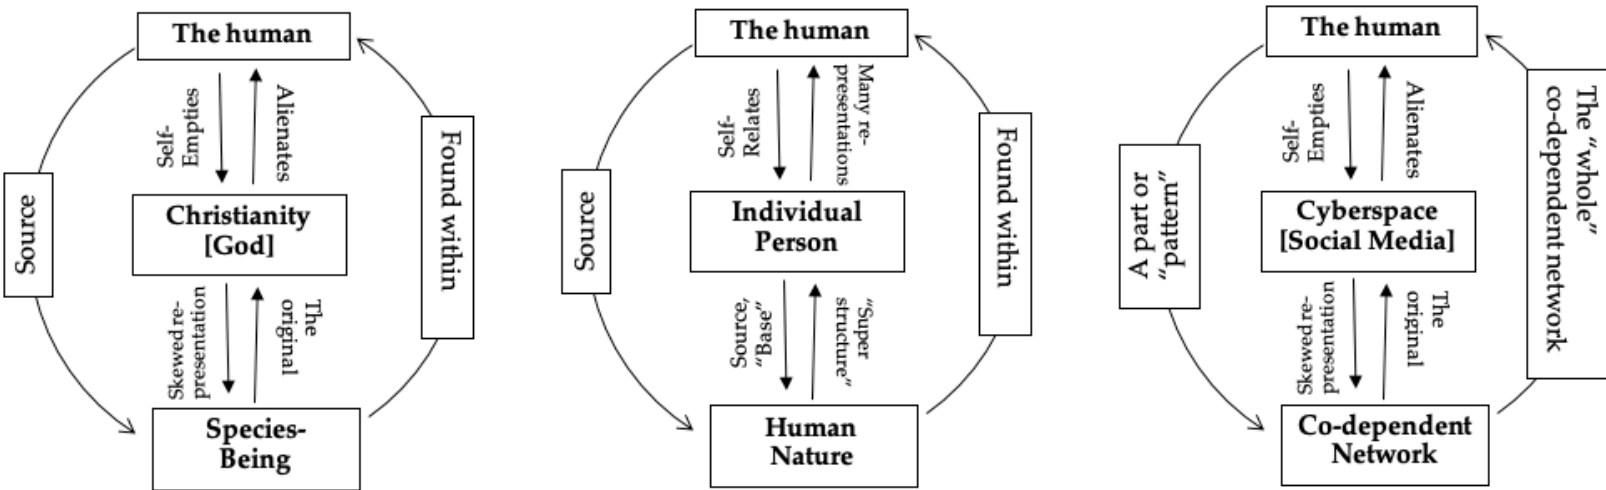 The human
Self-
Empties
Alienates
Source
Found within
Christianity
[God]
Skewed re-
presentation
The
original
Species-
Being
The human
Self-
Relates
Many re-
presentations
Source
Found within
Individual
Person
Source,
“Base”
“Super
structure”
Human
Nature
The human
Self-
Empties
Alienates
A part or
“pattern”
The “whole”
co-dependent network
Cyberspace
[Social Media]
Skewed re-
presentation
The
original
Co-dependent
Network